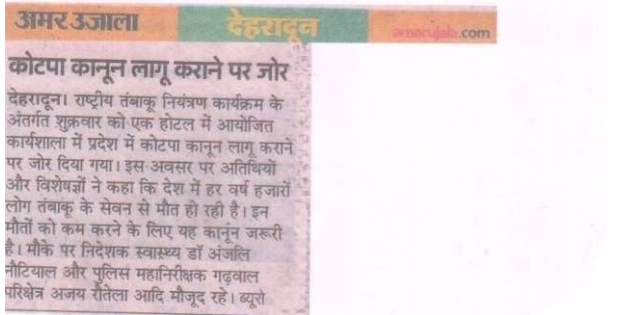 अमर उजाला
देहरादून
amarujala.com
कोटपा कानून लागू कराने पर जोर
देहरादून। राष्ट्रीय तंबाकू नियंत्रण कार्यक्रम के
अंतर्गत शुक्रवार को एक होटल में आयोजित
कार्यशाला में प्रदेश में कोटपा कानून लागू कराने
पर जोर दिया गया। इस अवसर पर अतिथियों
और विशेषज्ञों ने कहा कि देश में हर वर्ष हजारों
लोग तंबाकू के सेवन से मौत हो रही है। इन
मौतों को कम करने के लिए यह कानून जरूरी
है। मौके पर निदेशक स्वास्थ्य डॉ अंजलि
नौटियाल और पुलिस महानिरीक्षक गढ़वाल
परिक्षेत्र अजय रौतेला आदि मौजूद रहे। ब्यूरो